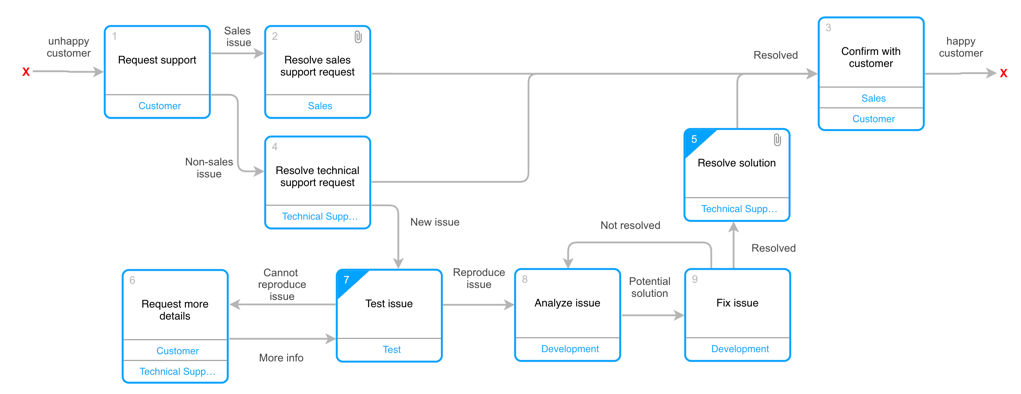 unhappy
customer
X
1
Request support
Customer
Sales
issue
Non-sales
issue
2
Resolve sales
support request
Sales
4
Resolve technical
support request
Technical Supp...
New issue
Resolved
3
Confirm with
customer
Sales
Customer
happy
customer
X
5
Resolve solution
Technical Supp...
Not resolved
Resolved
6
Request more
details
Customer
Technical Supp...
Cannot
reproduce
issue
More info
7
Test issue
Test
Reproduce
issue
8
Analyze issue
Development
Potential
solution
9
Fix issue
Development